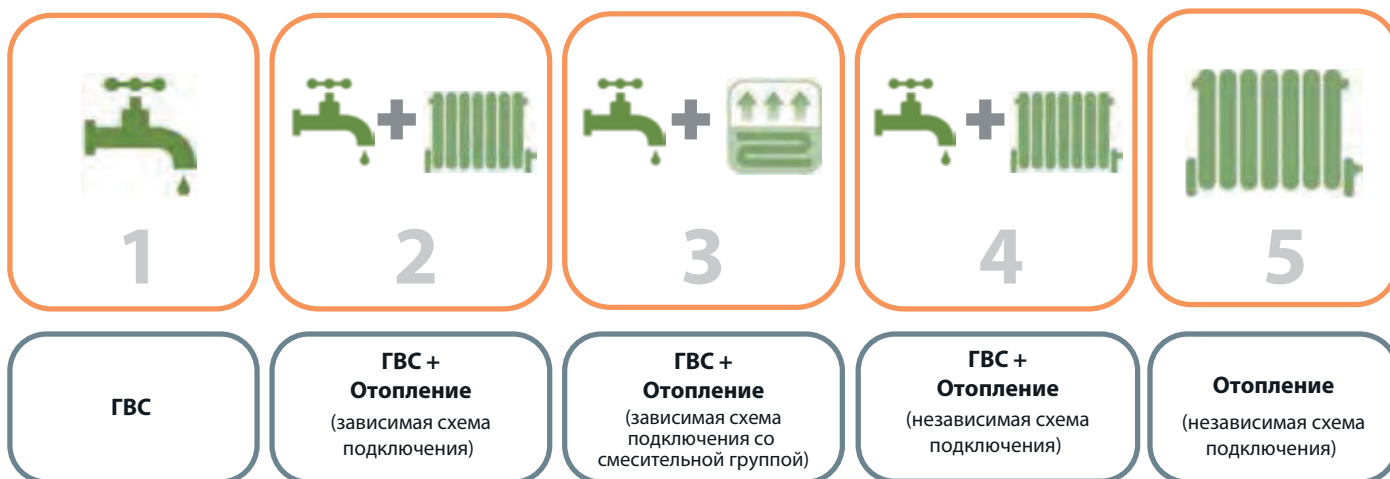 1
2
3
4
5
ГВС
ГВС +
Отопление
(зависимая схема
подключения)
ГВС +
Отопление
(зависимая схема
подключения со
смесительной группой)
ГВС +
Отопление
(независимая схема
подключения)
Отопление
(независимая схема
подключения)